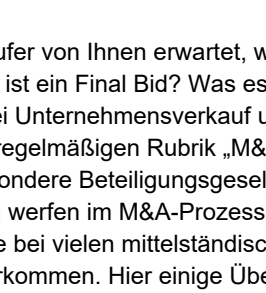 ufer von Ihnen erwartet, w
ist ein Final Bid? Was es
ei Unternehmensverkauf u
regelmäßigen Rubrik „M&
ondere Beteiligungsgesel
werfen im M&A-Prozess
e bei vielen mittelständisc
rkommen. Hier einige Übe